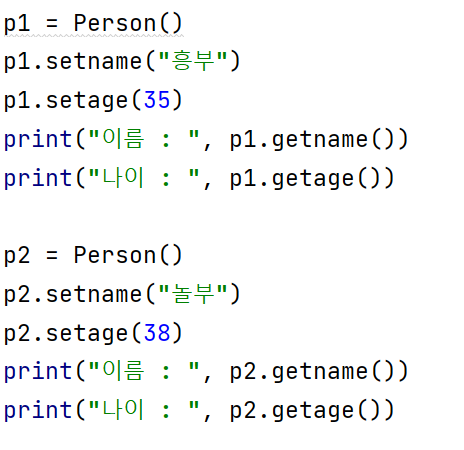 p1 = Person()
p1.setname("흥부")
p1.setage(35)
print("이름 : ", p1.getname())
print("나이 : ", p1.getage())
p2 = Person()
p2.setname("놀부")
p2.setage(38)
print("이름 : ", p2.getname())
print("나이 : ", p2.getage())